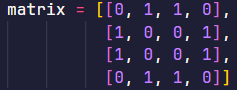 matrix = [[0, 1, 1, 0],
[1, 0, 0, 1],
[1, 0, 0, 1],
[0, 1, 1, 0]]